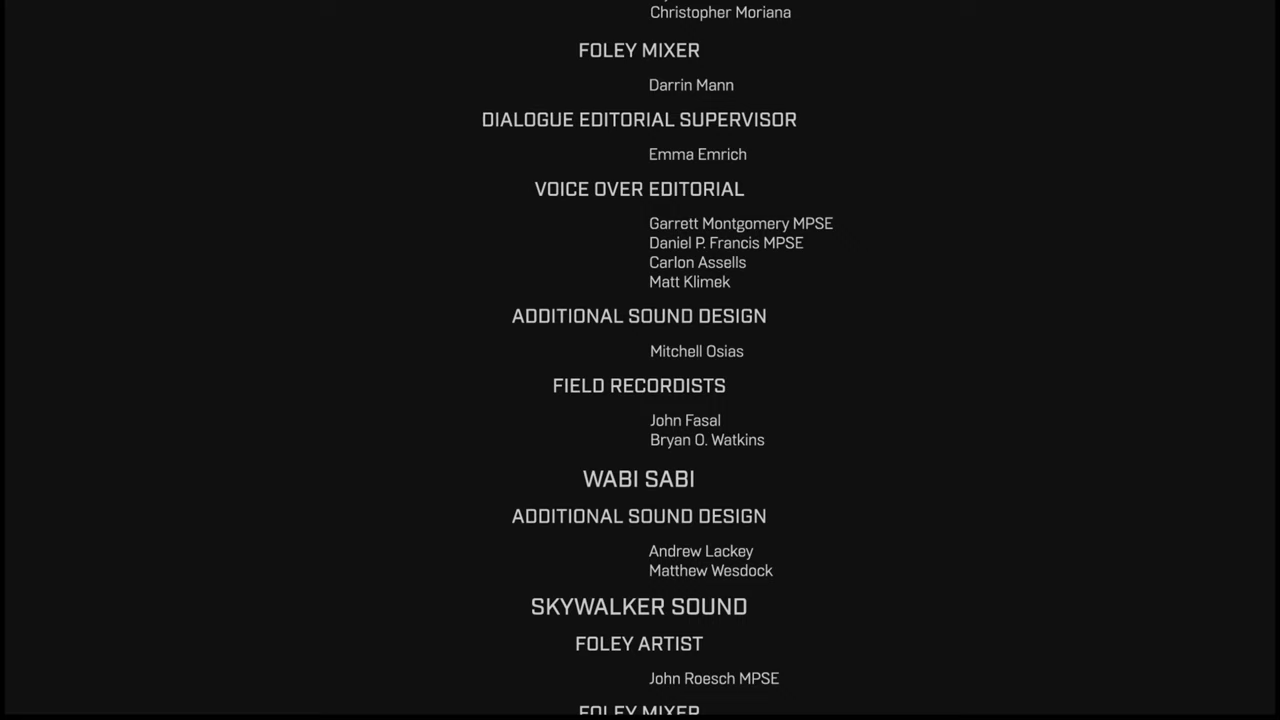 Christopher Moriana
FOLEY MIXER
Darrin Mann
DIALOGUE EDITORIAL SUPERVISOR
Emma Emrich
VOICE OVER EDITORIAL
Garrett Montgomery MPSE
Daniel P. Francis MPSE
Carlon Assells
Matt Klimek
ADDITIONAL SOUND DESIGN
Mitchell Osias
FIELD RECORDISTS
John Fasal
Bryan O. Watkins
WABI SABI
ADDITIONAL SOUND DESIGN
Andrew Lackey
Matthew Wesdock
SKYWALKER SOUND
FOLEY ARTIST
John Roesch MPSE
FOLEY MIXER